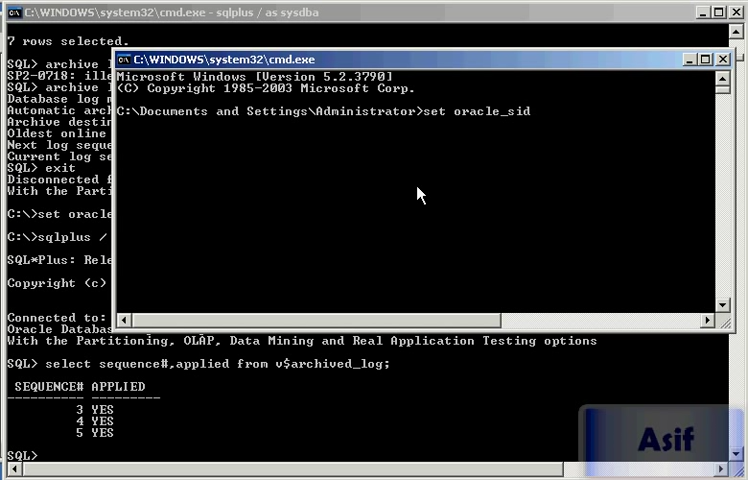 C:\WINDOWS\system32\cmd.exe - sqlplus / as sysdba
7 rows selected.
SQL> archive l
SP2-0718: ille
SQL> archive l
Database log m
Automatic arch
Archive destin
Oldest online
Next log seque
Current log se
SQL> exit
Disconnected f
With the Parti
C:\>set oracle
C:\>sqlplus /
SQL*Plus: Rele
Copyright (c)
Connected to:
Oracle Databas
With the Partitioning, OLAP, Data Mining and Real Application Testing options
SQL> select sequence#,applied from v$archived_log;
SEQUENCE# APPLIED
---------- ---------
3 YES
4 YES
5 YES
SQL>
C:\WINDOWS\system32\cmd.exe
Microsoft Windows [Version 5.2.3790]
(C) Copyright 1985-2003 Microsoft Corp.
C:\Documents and Settings\Administrator>set oracle_sid
Asif